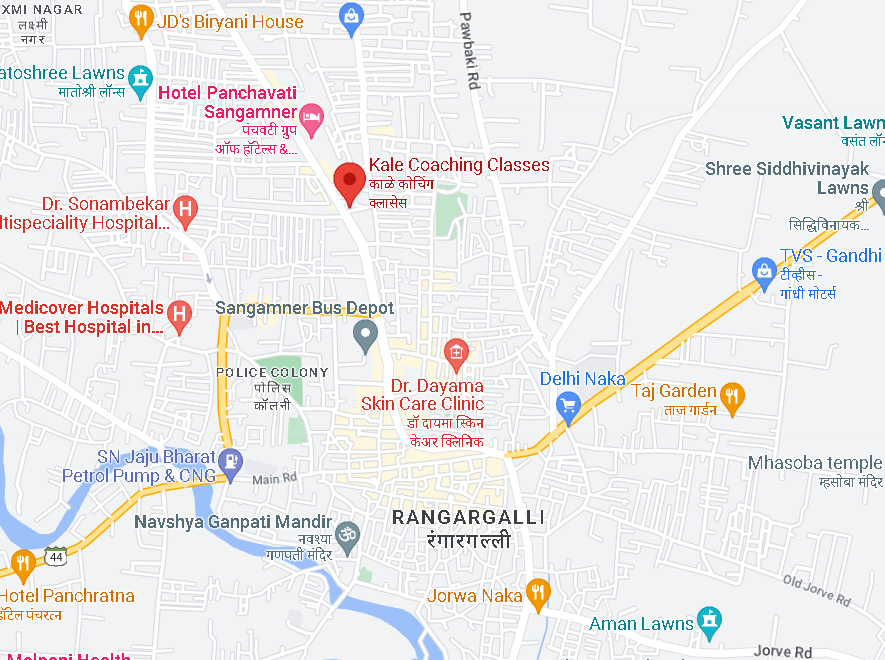 XMI NAGAR
लक्ष्मी
नगर
JD's Biryani House
Pawbaki Rd
atoshree Lawns
मातोश्री लॉन्स
Hotel Panchavati
Sangamner
पंचवटी ग्रुप
ऑफ हॉटेल्स &...
Vasant Lawn
वसंत लॉन
Kale Coaching Classes
काळे कोचिंग
क्लासेस
Shree Siddhivinayak
Lawns
श्री
सिद्धिविनायक...
Dr. Sonambekar
ltispeciality Hospital...
TVS - Gandhi
टीव्हीस -
गांधी मोटर्स
Medicover Hospitals
| Best Hospital in...
Sangamner Bus Depot
POLICE COLONY
पोलिस
कॉलनी
Dr. Dayama
Skin Care Clinic
डॉ दायमा स्किन
केअर क्लिनिक
Delhi Naka
Taj Garden
ताज गार्डन
SN Jaju Bharat
Petrol Pump & CNG
Main Rd
Mhasoba temple
म्हसोबा मंदिर
Navshya Ganpati Mandir
नवश्या
गणपती मंदिर
RANGARGALLI
रंगारगल्ली
44
Hotel Panchratna
हॉटेल पंचरत्न
Jorwa Naka
Old Jorve Rd
Aman Lawns
Jorve Rd
Malpani Health